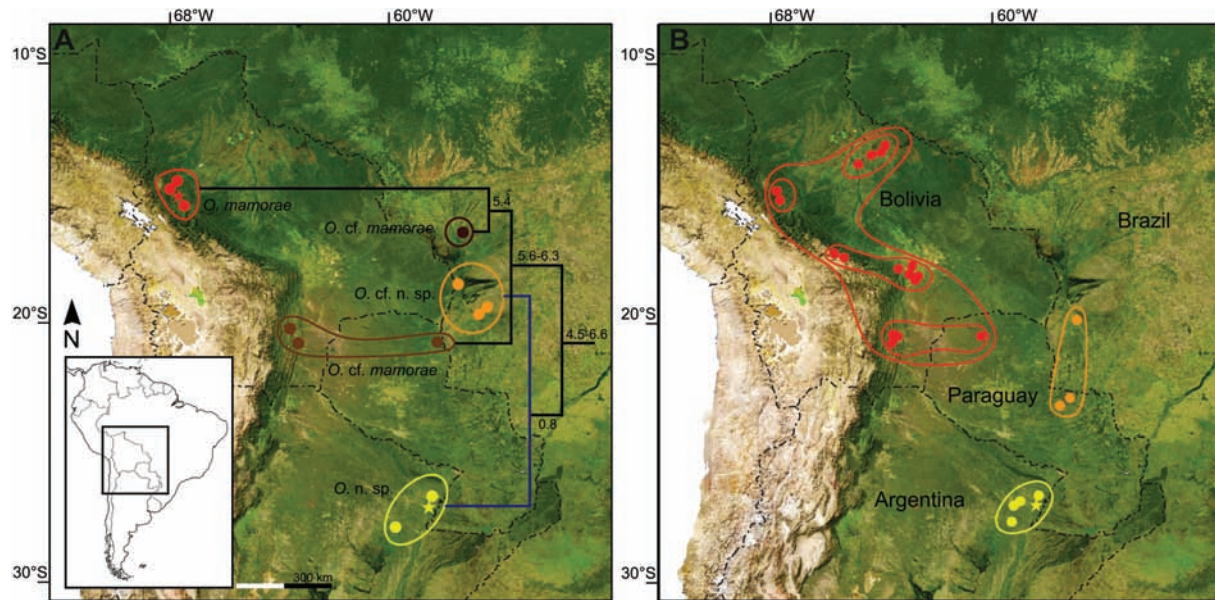 68°W 60°W 68°W 60°W
A B
10°S 10°S
O. mamorae
5.4
O. cf. mamorae
Bolivia
Brazil
5.6-6.3
O. cf. n. sp.
N
20°S 20°S
4.5-6.6
O. cf. mamorae
Paraguay
0.8
O. n. sp.
Argentina
300 km
30°S 30°S